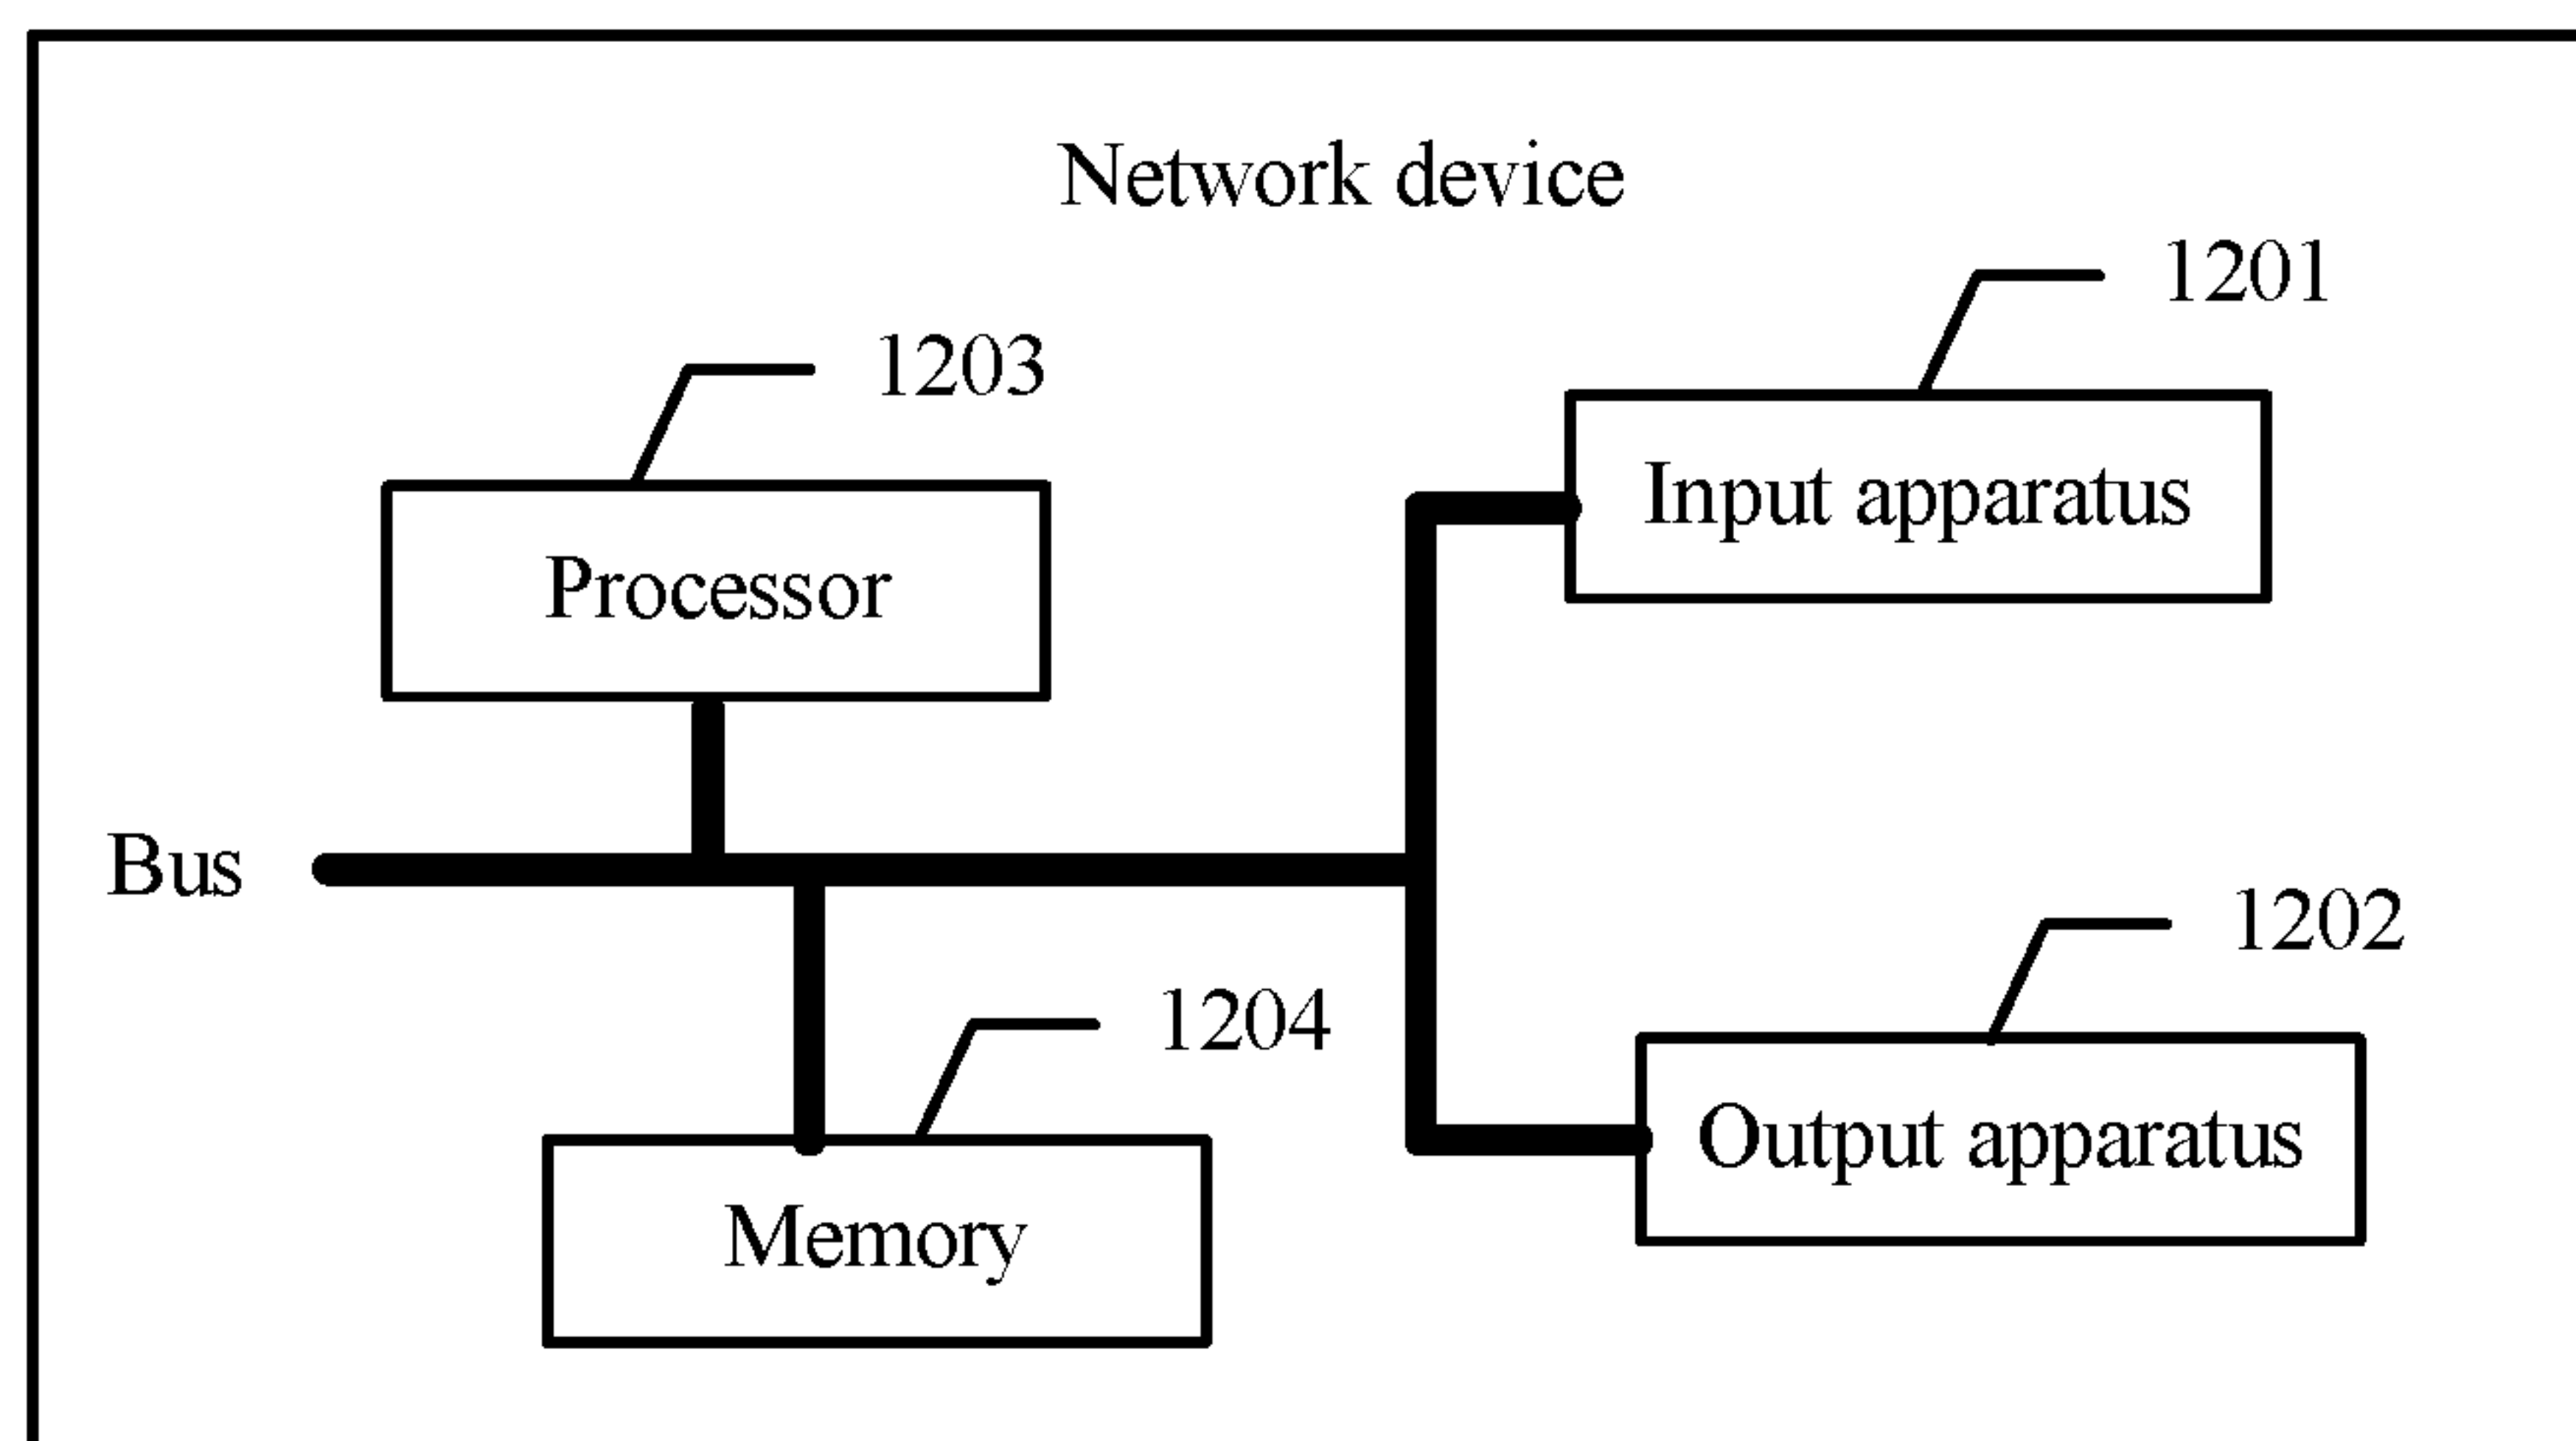 Network device
1201
1203
Input apparatus
Processor
Bus
1202
1204
Output apparatus
Memory